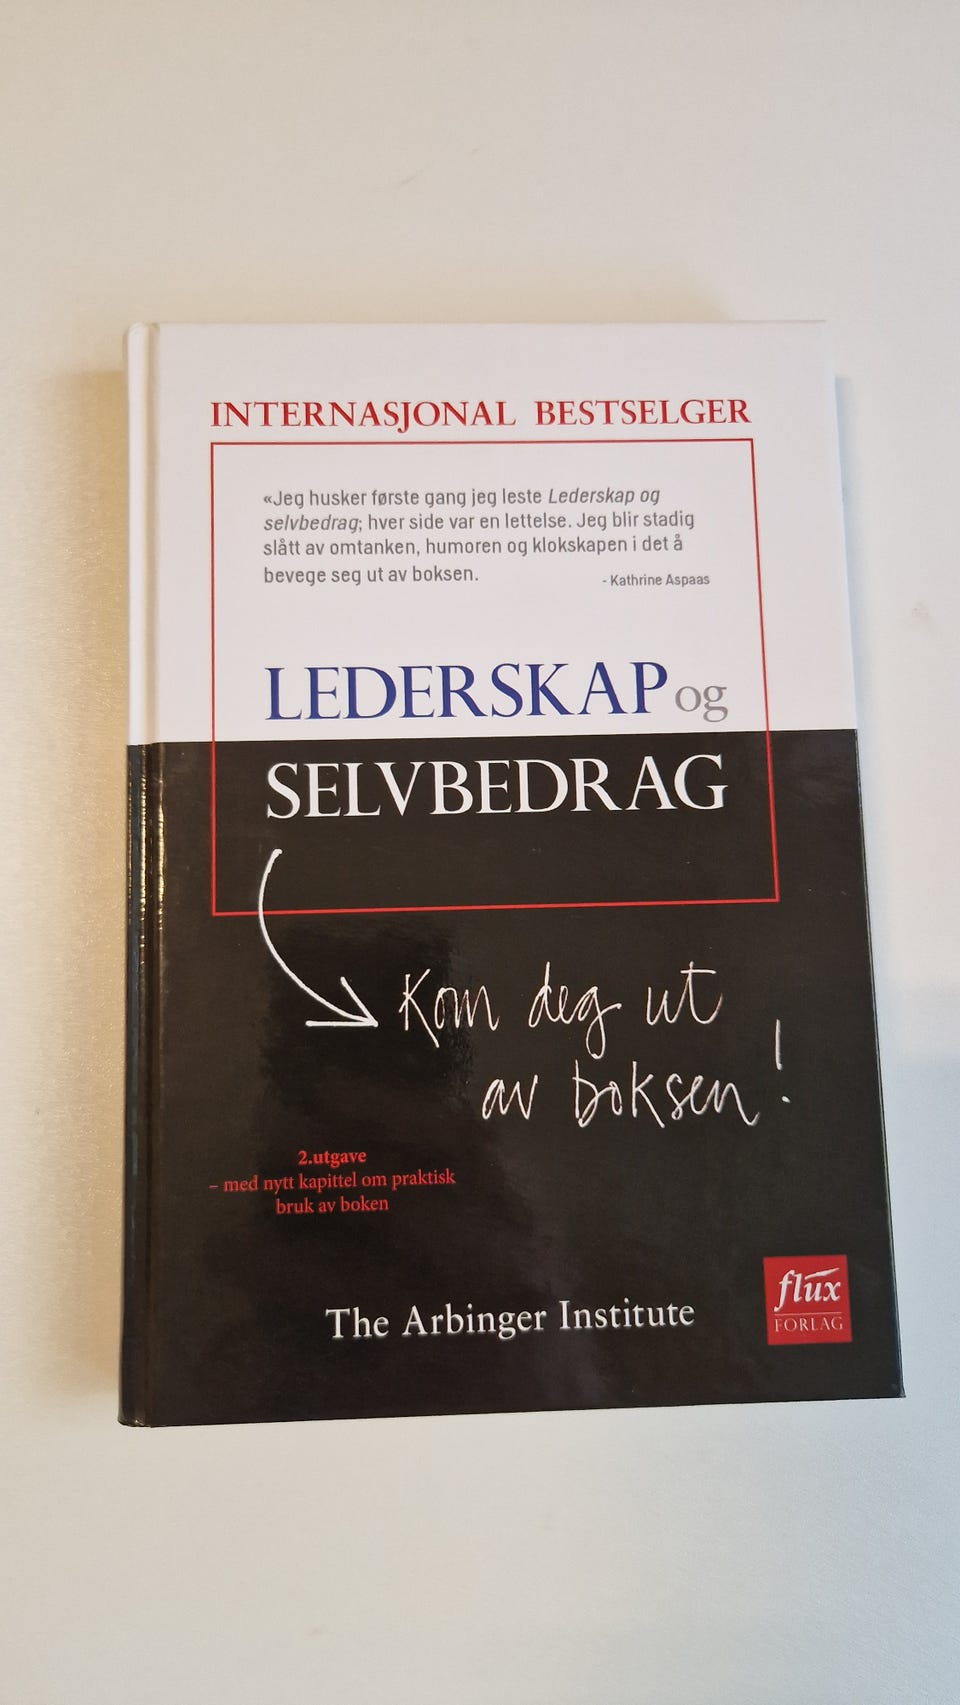 INTERNASJONAL BESTSELGER
«Jeg husker første gang jeg leste Lederskap og
selvbedrag; hver side var en lettelse. Jeg blir stadig
slått av omtanken, humoren og klokskapen i det å
bevege seg ut av boksen.
- Kathrine Aspaas
LEDERSKAP og
SELVBEDRAG
Kom deg ut
av boksen!
2.utgave
– med nytt kapittel om praktisk
bruk av boken
The Arbinger Institute
flux
FORLAG